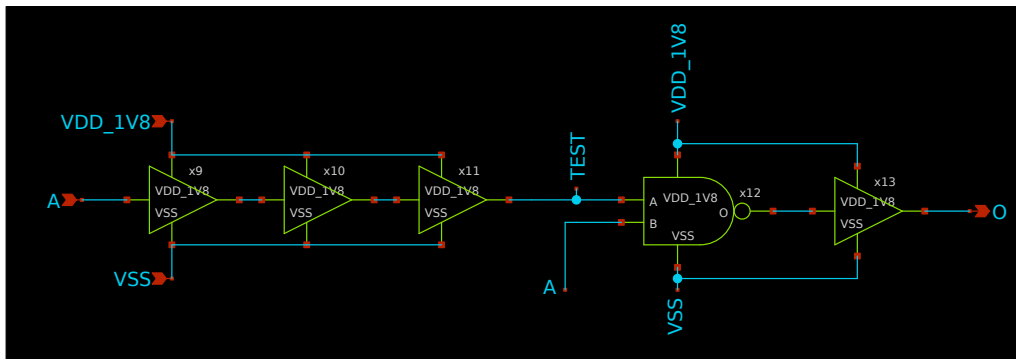 VDD_1V8
A
VSS
x9
VDD_1V8
VSS
x10
VDD_1V8
VSS
x11
VDD_1V8
VSS
TEST
A
VDD_1V8
A
B
VDD_1V8
O
VSS
x12
VSS
x13
VDD_1V8
VSS
O